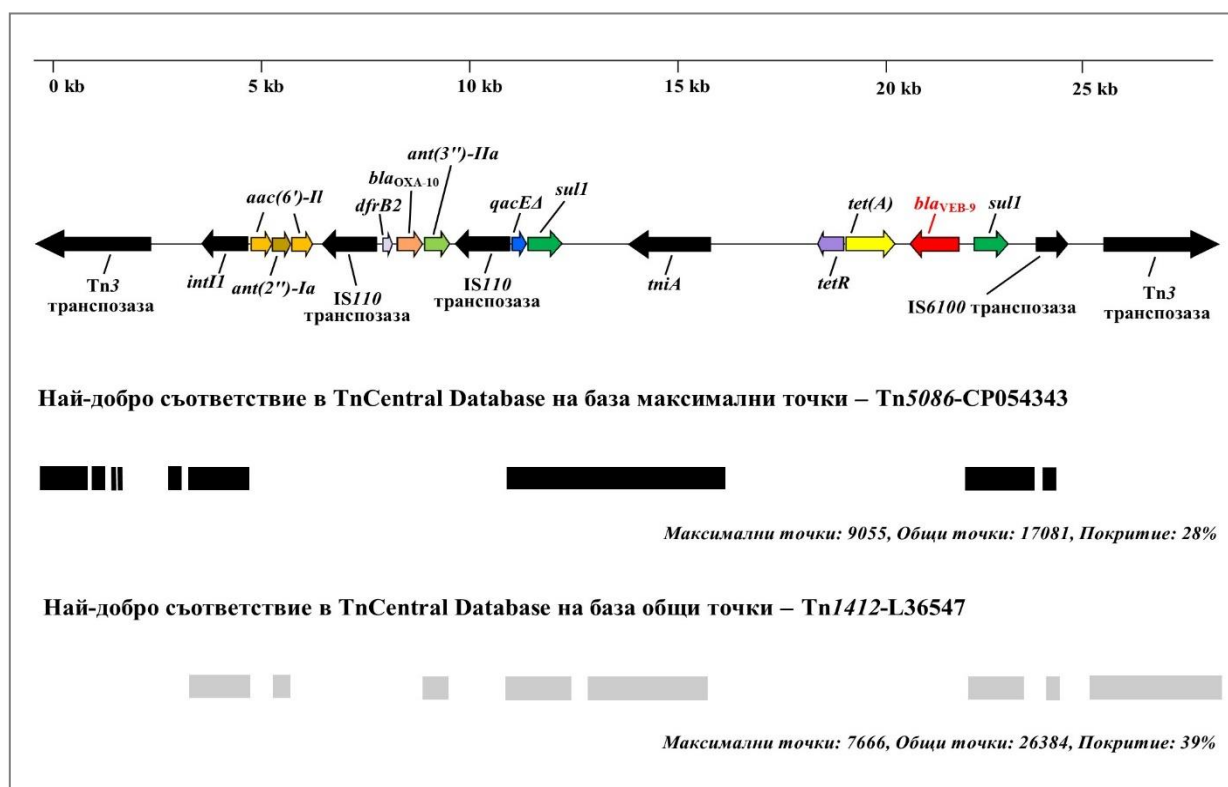 0 kb 5 kb 10 kb 15 kb 20 kb 25 kb
ant(3")-IIa
blaOXA-10
aac(6')-Il dfrB2 qacEΔ sul1 tet(A) blaVEB-9 sul1
intI1 tniA tetR
Tn3 транспозаза
ant(2")-Ia
IS110 транспозаза
IS110 транспозаза
IS6100 транспозаза
Tn3 транспозаза
Най-добро съответствие в TnCentral Database на база максимални точки – Tn5086-CP054343
Максимални точки: 9055, Общи точки: 17081, Покритие: 28%
Най-добро съответствие в TnCentral Database на база общи точки – Tn1412-L36547
Максимални точки: 7666, Общи точки: 26384, Покритие: 39%